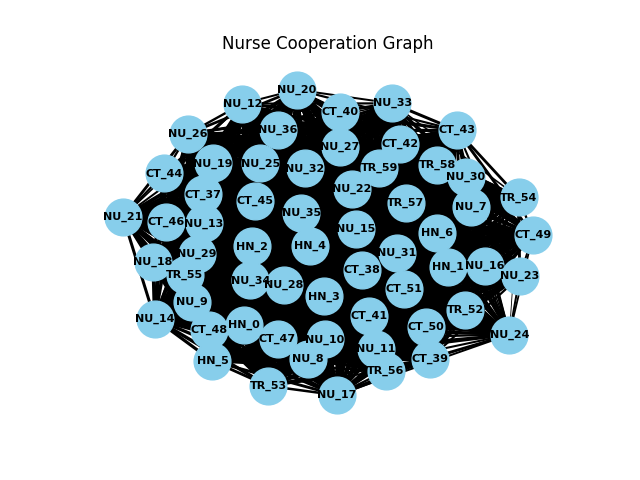 Nurse Cooperation Graph
NU_20
NU_12
NU_33
CT_40
NU_26
NU_36
CT_43
NU_27
CT_42
NU_19
NU_25
NU_32
TR_59
TR_58
CT_44
NU_30
NU_22
CT_37
TR_54
CT_45
TR_57
NU_7
NU_35
NU_21
CT_46
NU_13
NU_15
HN_6
CT_49
HN_2
HN_4
NU_29
NU_31
NU_18
NU_16
HN_1
CT_38
TR_55
NU_23
NU_34
NU_28
CT_51
HN_3
NU_9
TR_52
CT_41
NU_14
HN_0
CT_50
CT_48
NU_24
CT_47
NU_10
NU_11
NU_8
CT_39
HN_5
TR_56
TR_53
NU_17